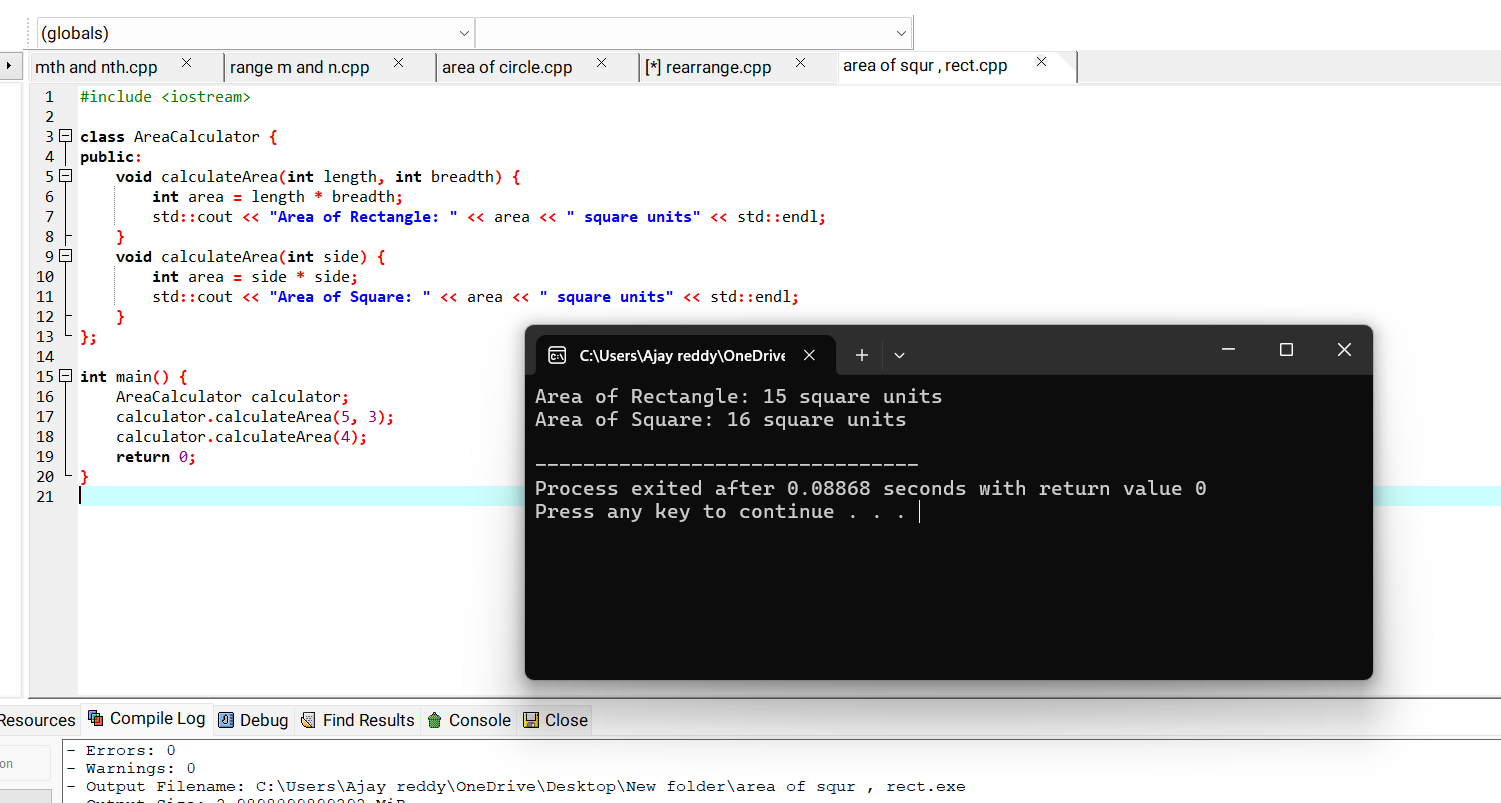 (globals)
mth and nth.cpp range m and n.cpp area of circle.cpp [*] rearrange.cpp area of squr , rect.cpp
1 #include <iostream>
2
3 class AreaCalculator {
4 public:
5 void calculateArea(int length, int breadth) {
6 int area = length * breadth;
7 std::cout << "Area of Rectangle: " << area << " square units" << std::endl;
8 }
9 void calculateArea(int side) {
10 int area = side * side;
11 std::cout << "Area of Square: " << area << " square units" << std::endl;
12 }
13 };
14
15 int main() {
16 AreaCalculator calculator;
17 calculator.calculateArea(5, 3);
18 calculator.calculateArea(4);
19 return 0;
20 }
21
C:\Users\Ajay reddy\OneDrive
Area of Rectangle: 15 square units
Area of Square: 16 square units
--------------------------------
Process exited after 0.08868 seconds with return value 0
Press any key to continue . . .
Resources Compile Log Debug Find Results Console Close
on
- Errors: 0
- Warnings: 0
- Output Filename: C:\Users\Ajay reddy\OneDrive\Desktop\New folder\area of squr , rect.exe
- Output Size: